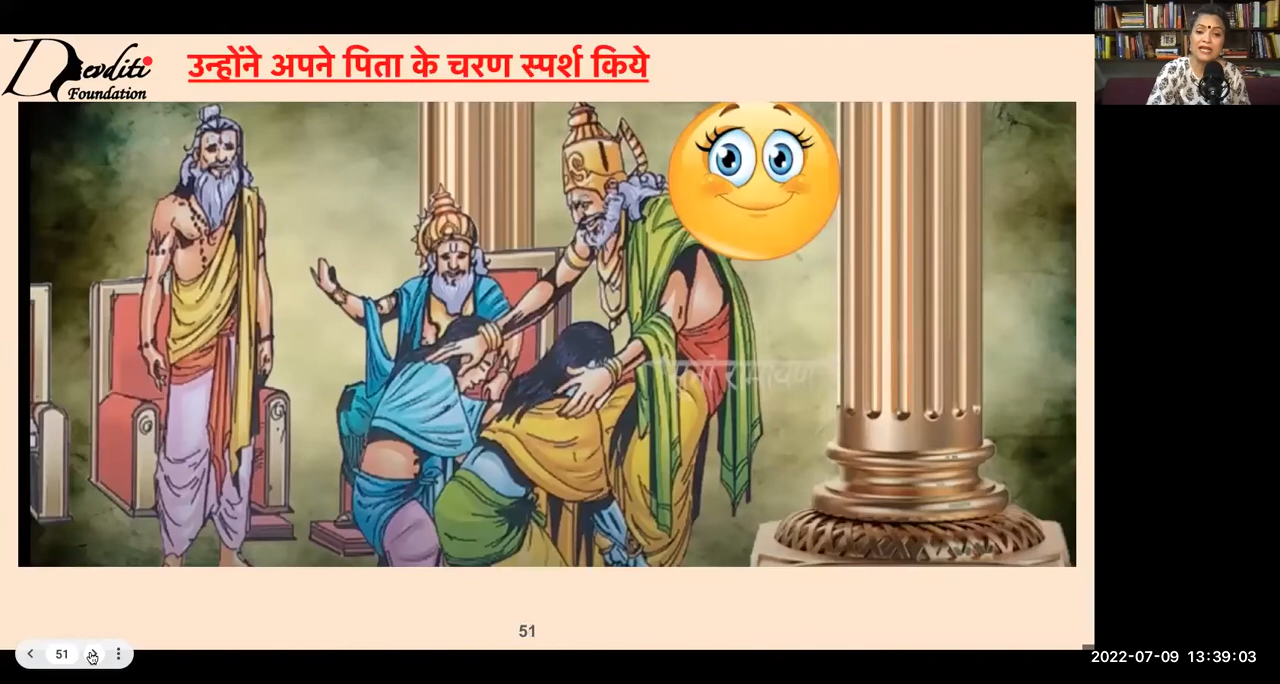 Devditi
Foundation
उन्होंने अपने पिता के चरण स्पर्श किये
51
51
2022-07-09 13:39:03